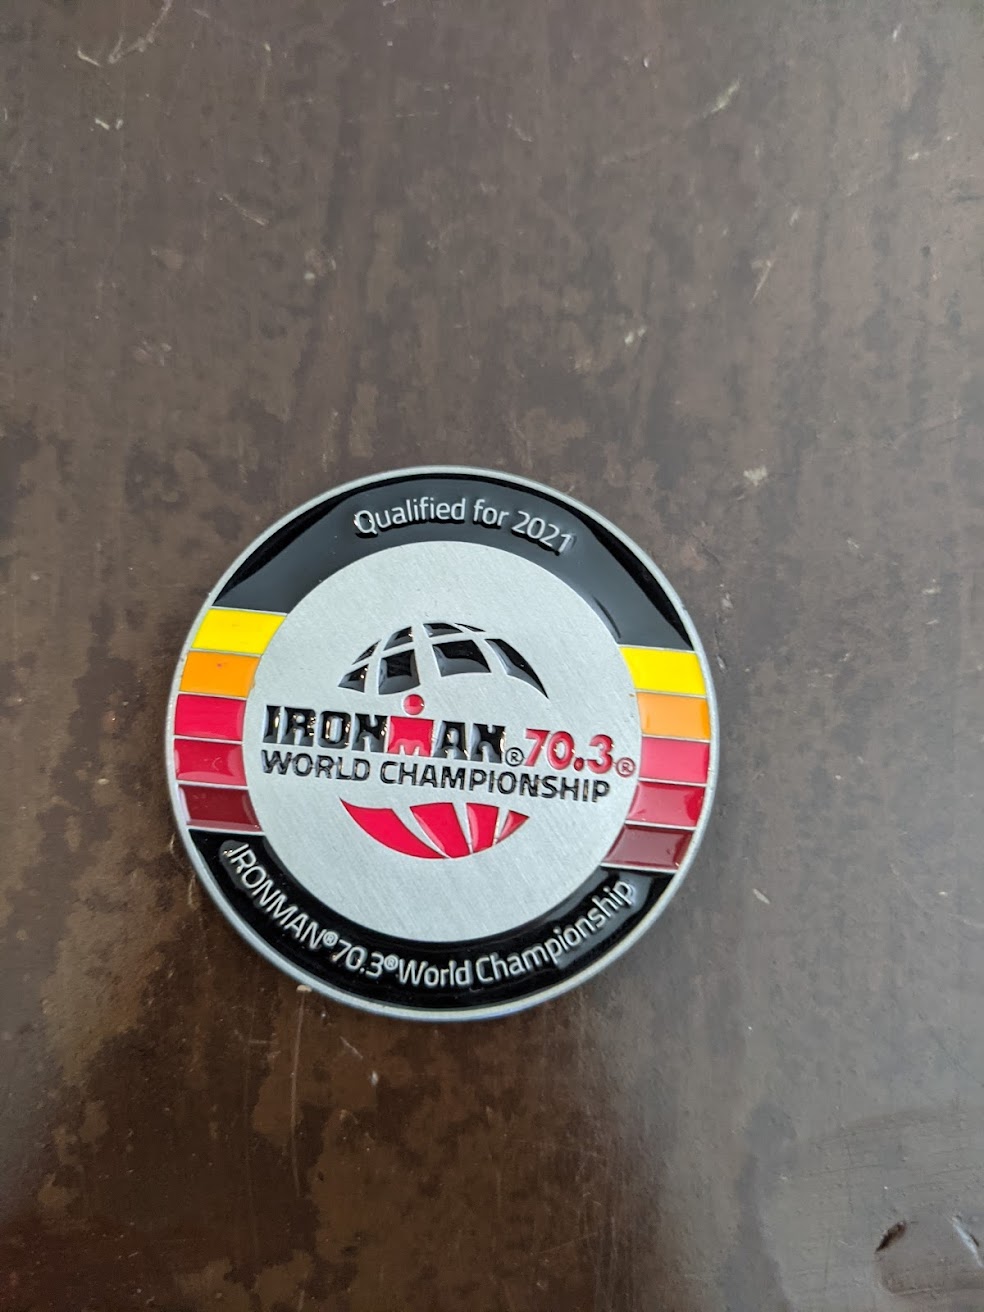 Qualified for 2021
IRONMAN® 70.3®
WORLD CHAMPIONSHIP
IRONMAN® 70.3® World Championship